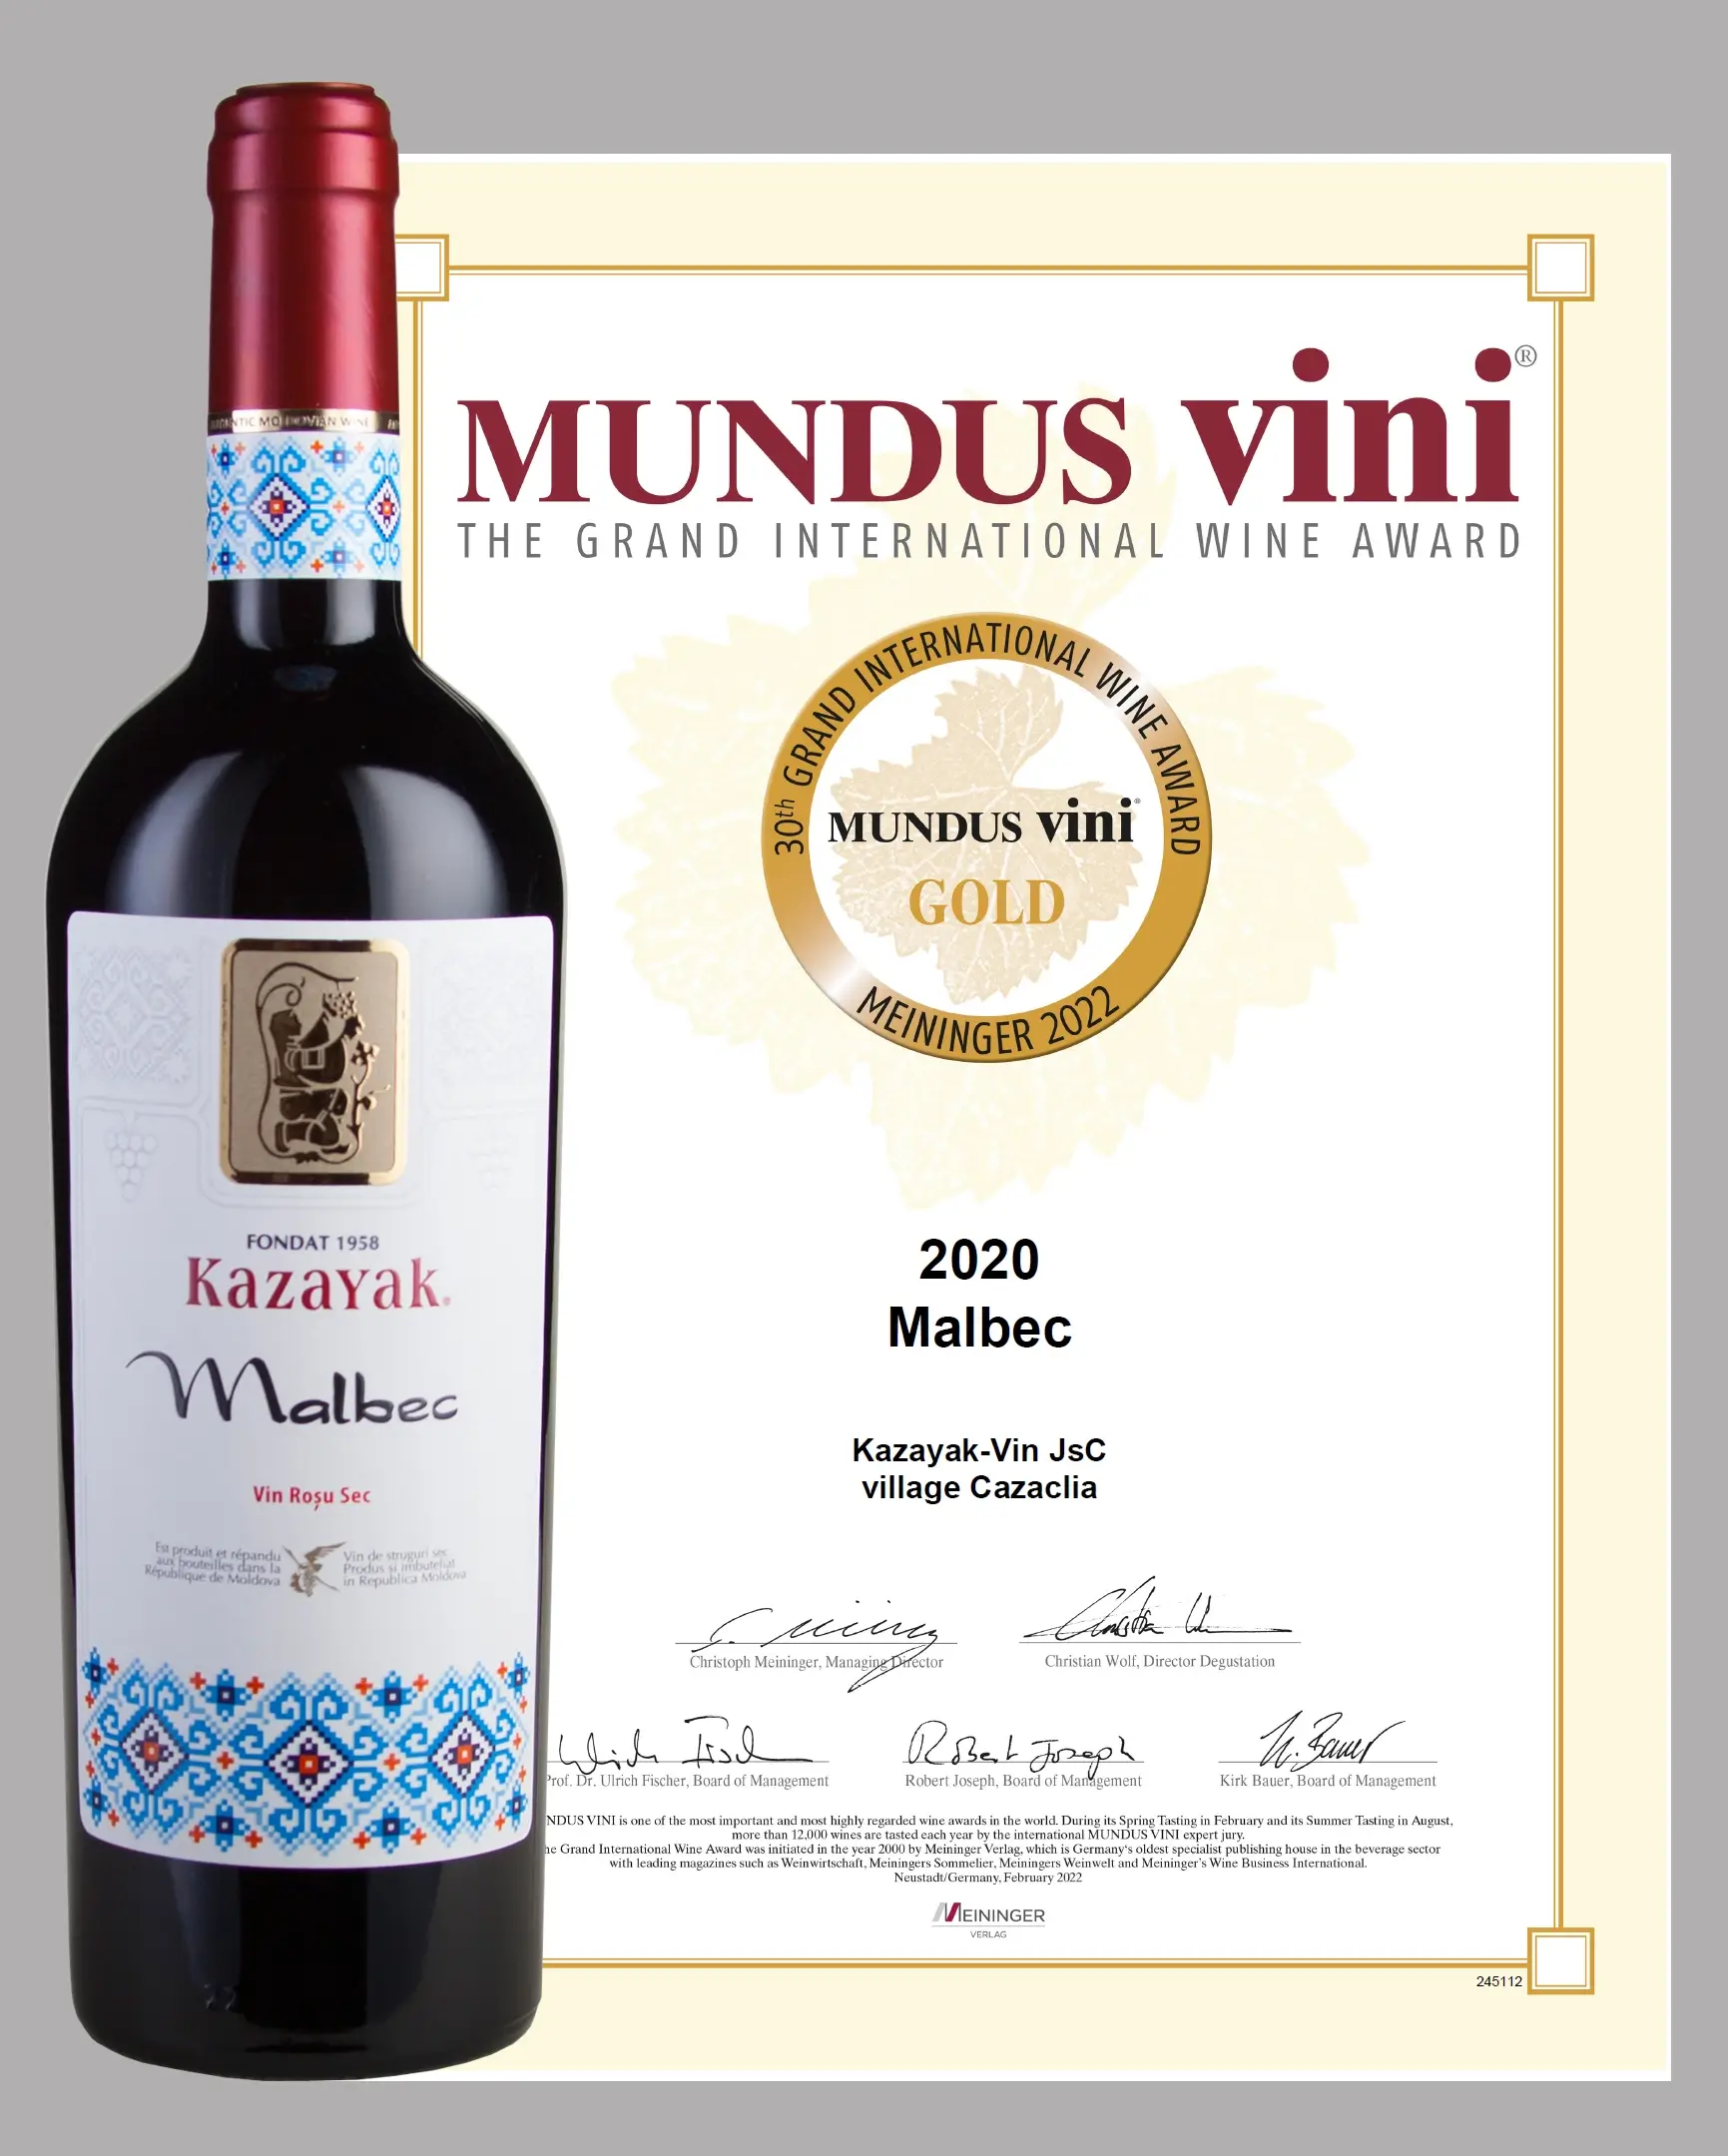 MUNDUS vini®
THE GRAND INTERNATIONAL WINE AWARD
30th GRAND INTERNATIONAL WINE AWARD
MUNDUS vini®
GOLD
MEININGER 2022
2020
Malbec
Kazayak-Vin JsC
village Cazaclia
Christoph Meininger, Managing Director
Christian Wolf, Director Degustation
Prof. Dr. Ulrich Fischer, Board of Management
Robert Joseph
Robert Joseph, Board of Management
K. Bauer
Kirk Bauer, Board of Management
NDUS VINI is one of the most important and most highly regarded wine awards in the world. During its Spring Tasting in February and its Summer Tasting in August,
more than 12,000 wines are tasted each year by the international MUNDUS VINI expert jury.
he Grand International Wine Award was initiated in the year 2000 by Meininger Verlag, which is Germany's oldest specialist publishing house in the beverage sector
with leading magazines such as Weinwirtschaft, Meiningers Sommelier, Meiningers Weinwelt and Meininger's Wine Business International.
Neustadt/Germany, February 2022
MEININGER
VERLAG
245112
MOLDOVIAN WINE
FONDAT 1958
Kazayak®
Malbec
Vin Roșu Sec
Est produit et répandu
aux bouteilles dans la
République de Moldova
Vin de struguri sec.
Produs si imbuteliat
in Republica Moldova